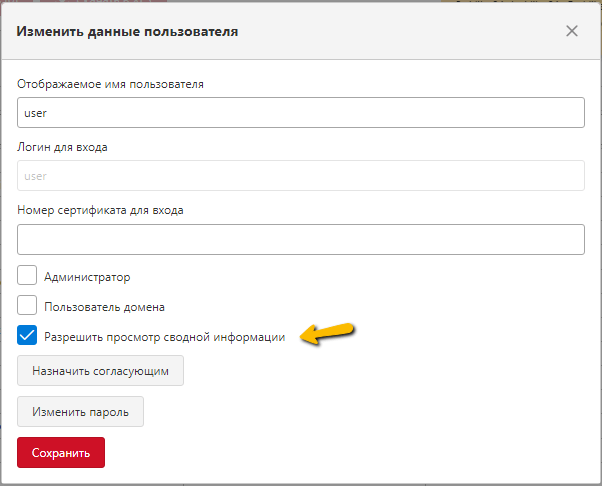 Изменить данные пользователя
Отображаемое имя пользователя
user
Логин для входа
user
Номер сертификата для входа
Администратор
Пользователь домена
Разрешить просмотр сводной информации
Назначить согласующим
Изменить пароль
Сохранить